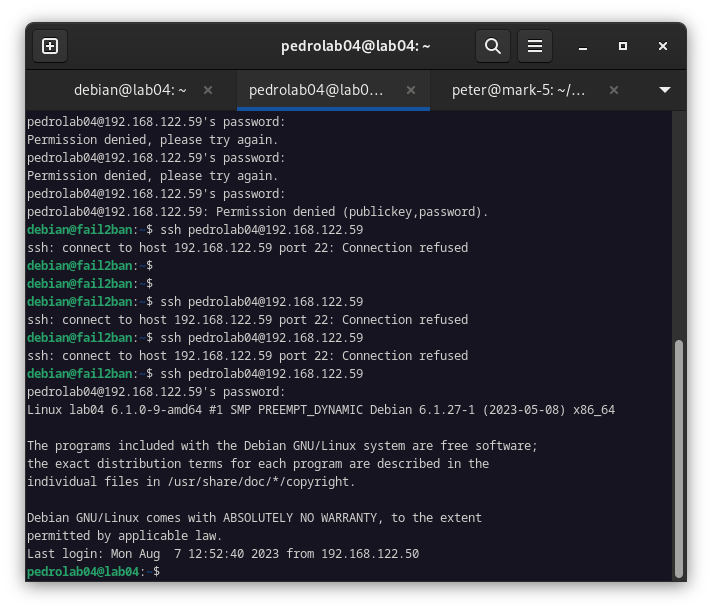 pedrolab04@lab04: ~
debian@lab04: ~
pedrolab04@lab0...
peter@mark-5: ~/...
pedrolab04@192.168.122.59's password:
Permission denied, please try again.
pedrolab04@192.168.122.59's password:
Permission denied, please try again.
pedrolab04@192.168.122.59's password:
pedrolab04@192.168.122.59: Permission denied (publickey,password).
debian@fail2ban:~$ ssh pedrolab04@192.168.122.59
ssh: connect to host 192.168.122.59 port 22: Connection refused
debian@fail2ban:~$
debian@fail2ban:~$
debian@fail2ban:~$ ssh pedrolab04@192.168.122.59
ssh: connect to host 192.168.122.59 port 22: Connection refused
debian@fail2ban:~$ ssh pedrolab04@192.168.122.59
ssh: connect to host 192.168.122.59 port 22: Connection refused
debian@fail2ban:~$ ssh pedrolab04@192.168.122.59
pedrolab04@192.168.122.59's password:
Linux lab04 6.1.0-9-amd64 #1 SMP PREEMPT_DYNAMIC Debian 6.1.27-1 (2023-05-08) x86_64
The programs included with the Debian GNU/Linux system are free software;
the exact distribution terms for each program are described in the
individual files in /usr/share/doc/*/copyright.
Debian GNU/Linux comes with ABSOLUTELY NO WARRANTY, to the extent
permitted by applicable law.
Last login: Mon Aug  7 12:52:40 2023 from 192.168.122.50
pedrolab04@lab04:~$